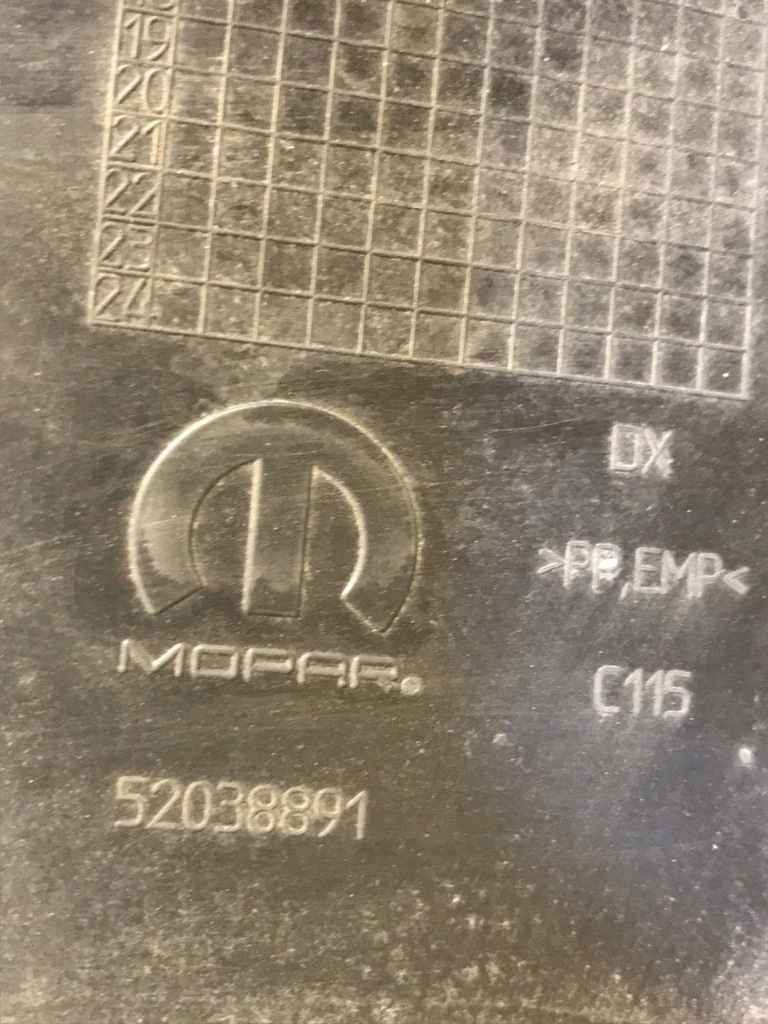 19
20
21
22
23
24
DX
>PP,EMP<
MOPAR.
C115
52038891